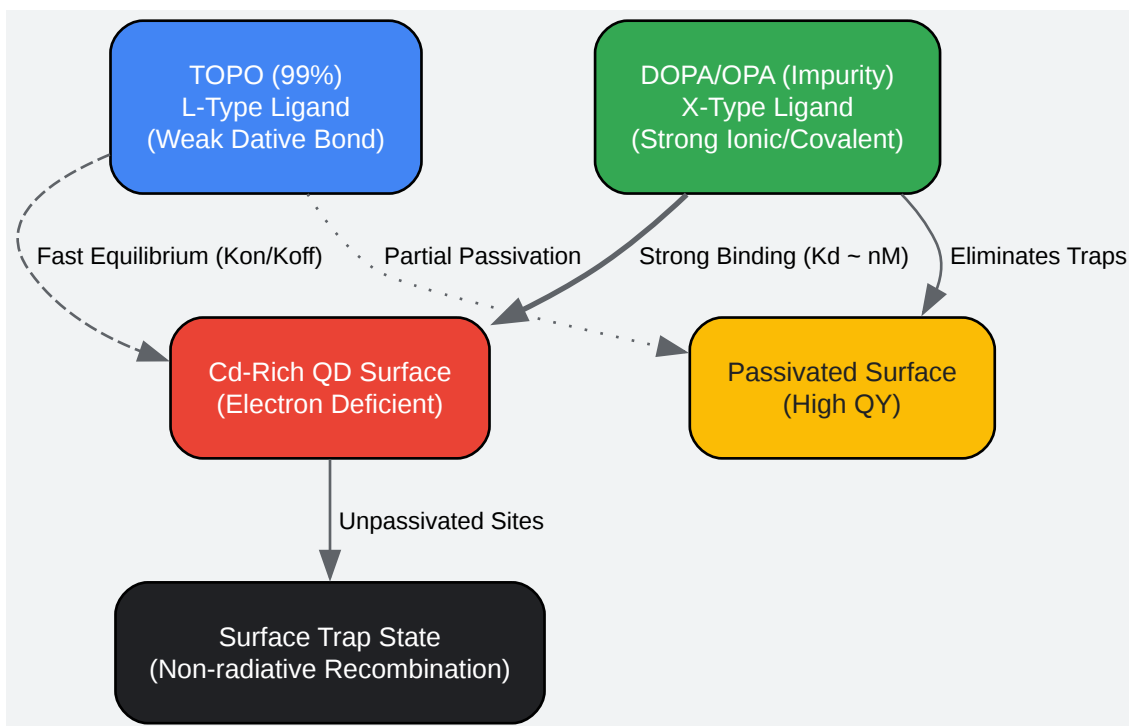 TOPO (99%)
L-Type Ligand
(Weak Dative Bond)
DOPA/OPA (Impurity)
X-Type Ligand
(Strong Ionic/Covalent)
Fast Equilibrium (Kon/Koff)
Partial Passivation
Strong Binding (Kd ~ nM)
Eliminates Traps
Cd-Rich QD Surface
(Electron Deficient)
Passivated Surface
(High QY)
Unpassivated Sites
Surface Trap State
(Non-radiative Recombination)